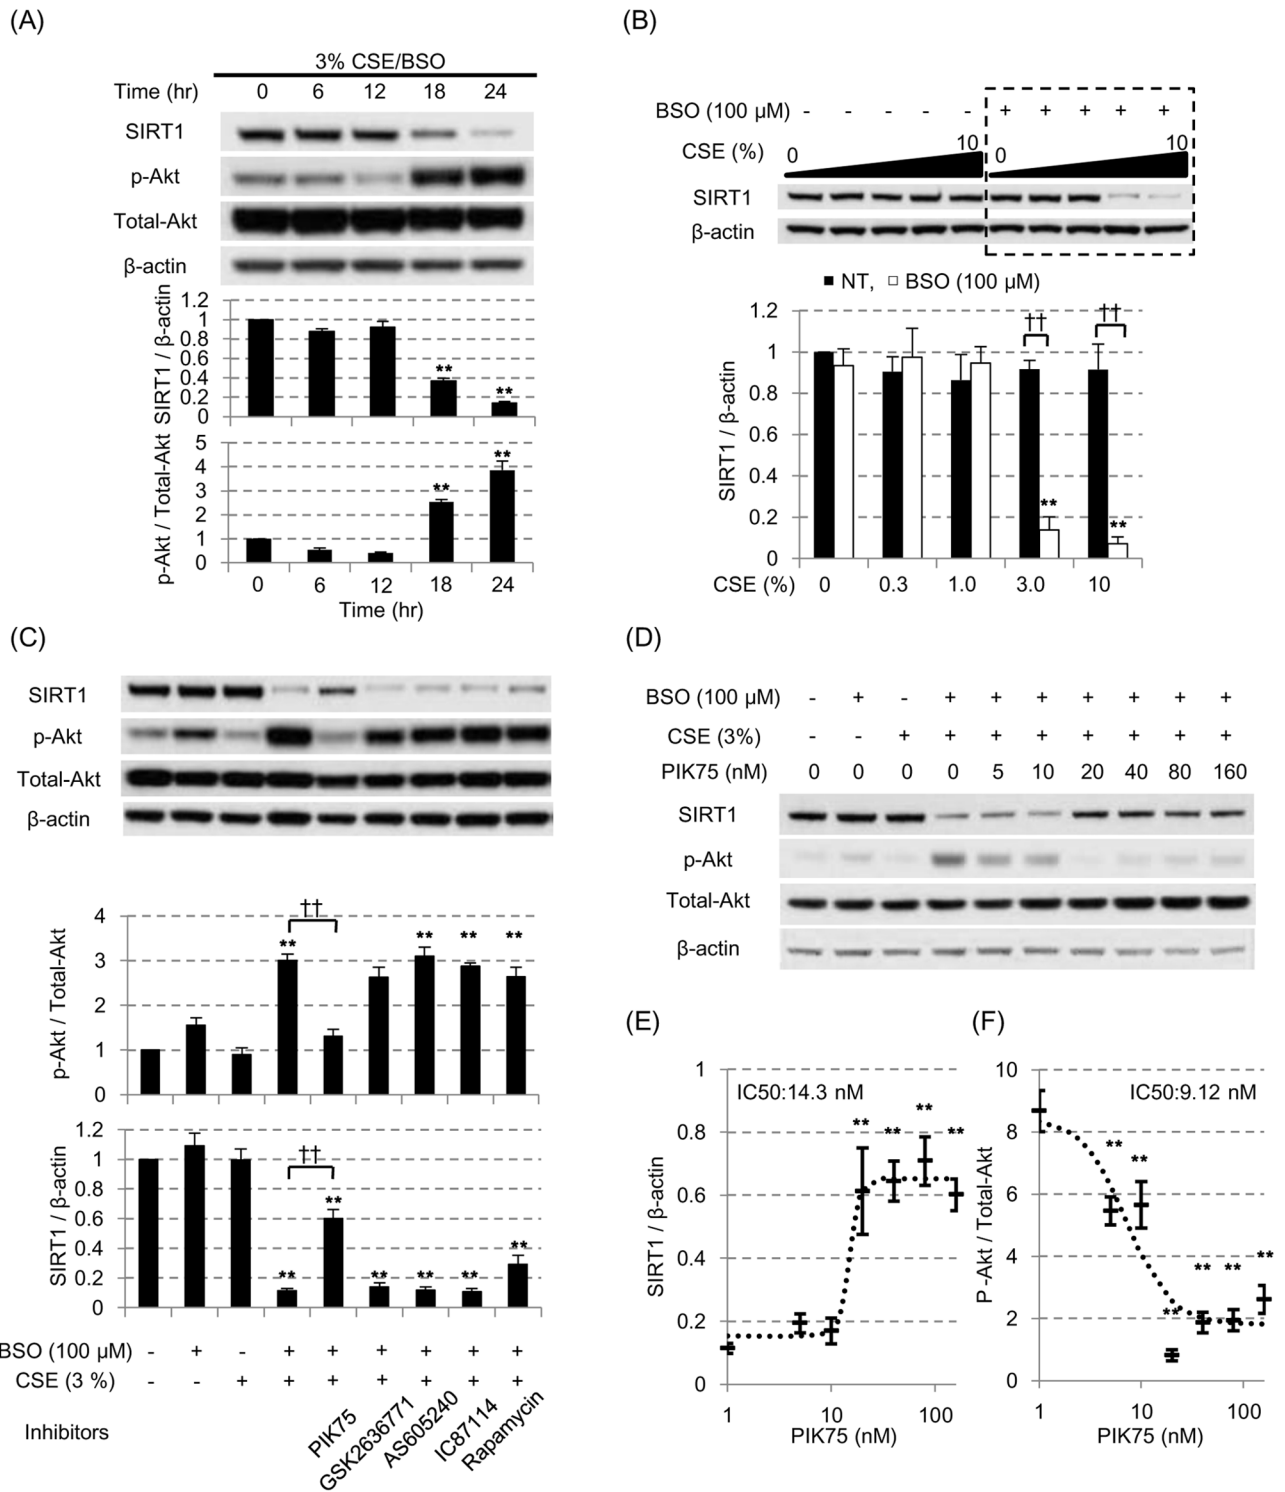 (A)
3% CSE/BSO
Time (hr) 0 6 12 18 24
SIRT1
p-Akt
Total-Akt
β-actin
SIRT1 / β-actin
1.2
1
0.8
0.6
0.4
0.2
0
** **
p-Akt / Total-Akt
5
4
3
2
1
0
** **
0 6 12 18 24
Time (hr)
(B)
BSO (100 μM) - - - - - + + + + +
CSE (%) 0 10 0 10
SIRT1
β-actin
■ NT, □ BSO (100 μM)
SIRT1 / β-actin
1.2
1
0.8
0.6
0.4
0.2
0
†† ††
** **
CSE (%) 0 0.3 1.0 3.0 10
(C)
SIRT1
p-Akt
Total-Akt
β-actin
p-Akt / Total-Akt
4
3
2
1
0
††
** ** ** **
SIRT1 / β-actin
1.2
1
0.8
0.6
0.4
0.2
0
††
** ** ** ** ** **
BSO (100 μM) - + - + + + + + +
CSE (3 %) - - + + + + + + +
Inhibitors
PIK75
GSK2636771
AS605240
IC87114
Rapamycin
(D)
BSO (100 μM) - + - + + + + + + +
CSE (3%) - - + + + + + + + +
PIK75 (nM) 0 0 0 0 5 10 20 40 80 160
SIRT1
p-Akt
Total-Akt
β-actin
(E)
SIRT1 / β-actin
1
0.8
0.6
0.4
0.2
0
IC50:14.3 nM
** ** ** **
1 10 100
PIK75 (nM)
(F)
P -Akt / Total-Akt
10
8
6
4
2
0
IC50:9.12 nM
** ** ** ** ** **
1 10 100
PIK75 (nM)